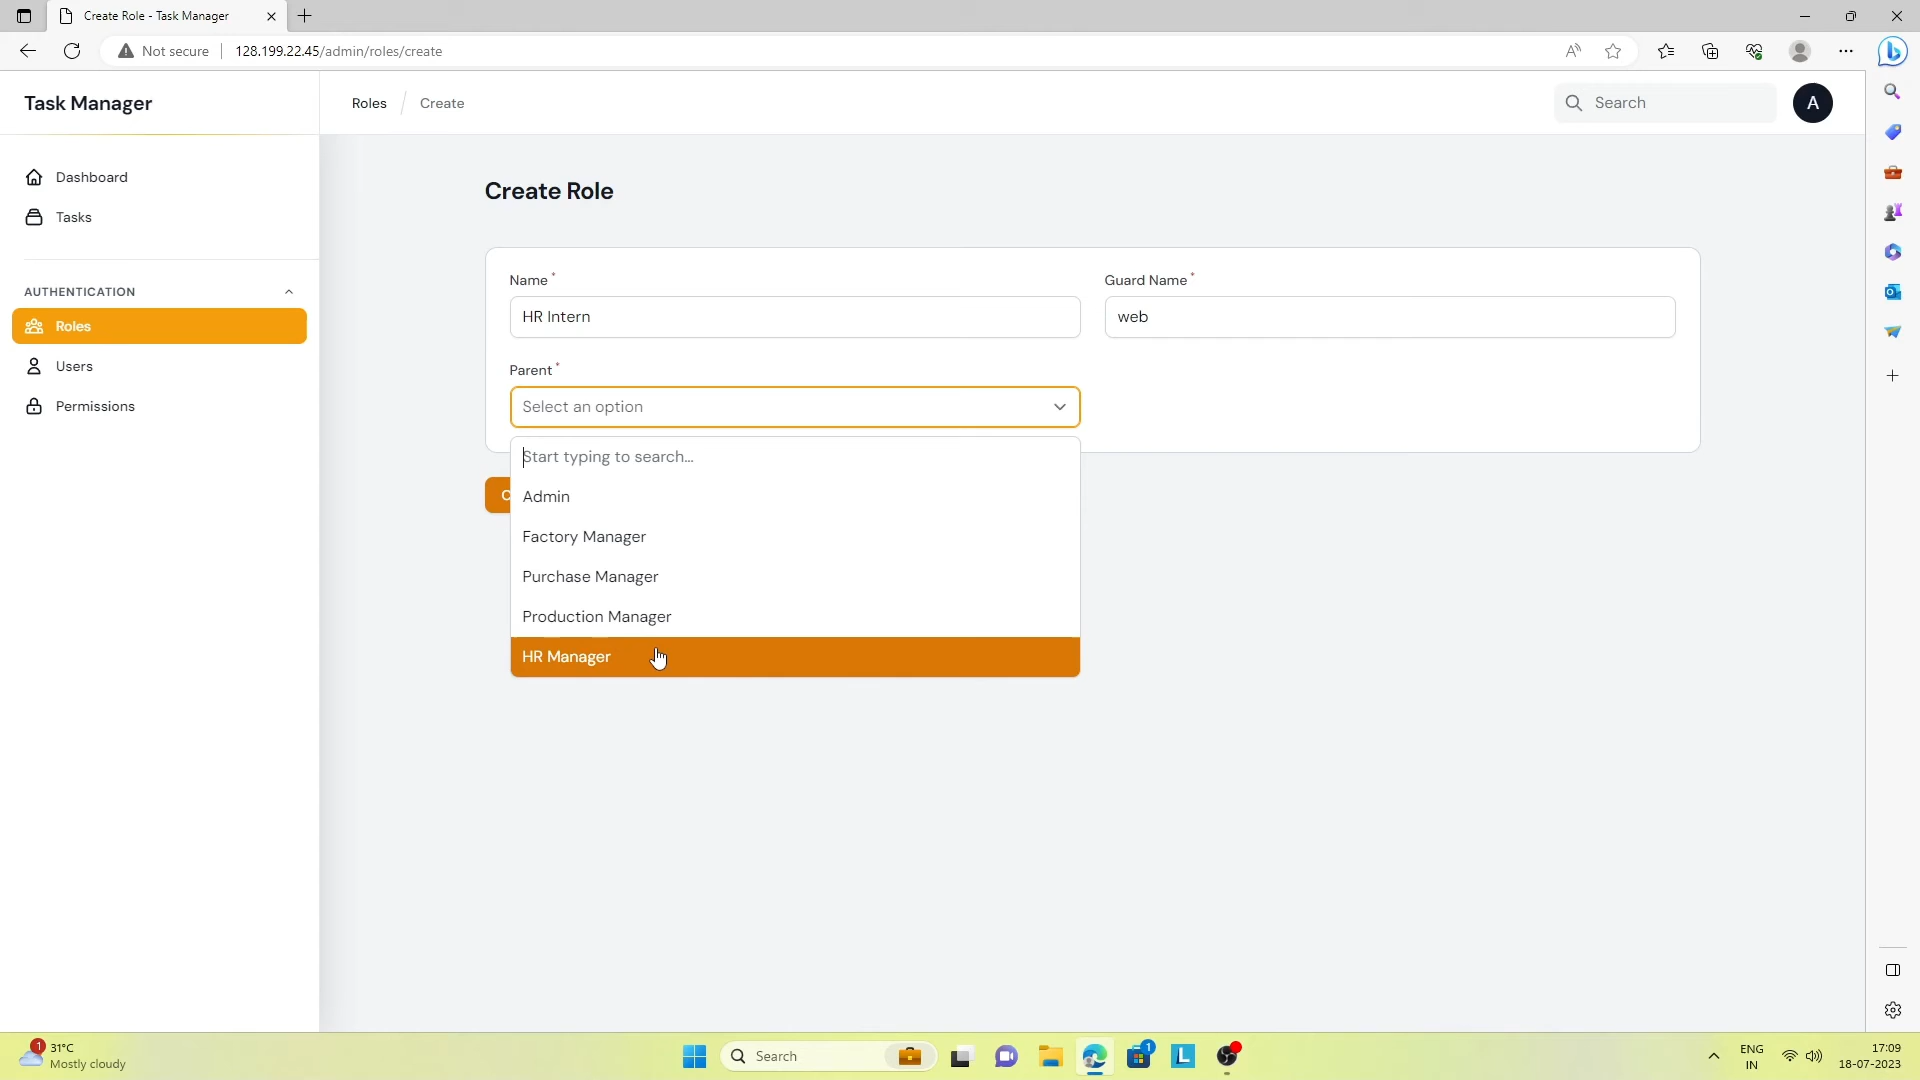 Create Role - Task Manager
Not secure
128.199.22.45/admin/roles/create
Task Manager
Roles
Create
Search
A
Dashboard
Tasks
AUTHENTICATION
Roles
Users
Permissions
Create Role
Name*
Guard Name*
HR Intern
web
Parent*
Select an option
Start typing to search...
Admin
Factory Manager
Purchase Manager
Production Manager
HR Manager
1
31°C
Mostly cloudy
Search
1
L
ENG
IN
17:09
18-07-2023